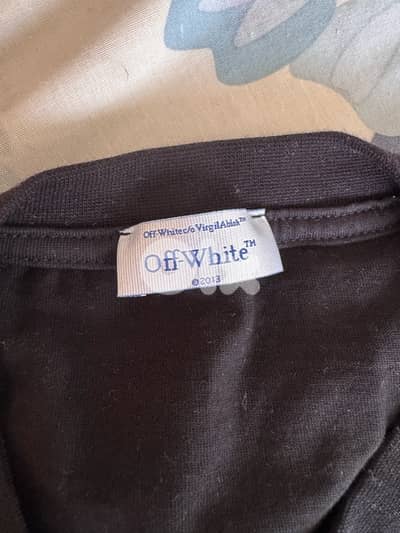 Off-White c/o Virgil Abloh™
Off-White™
©2013